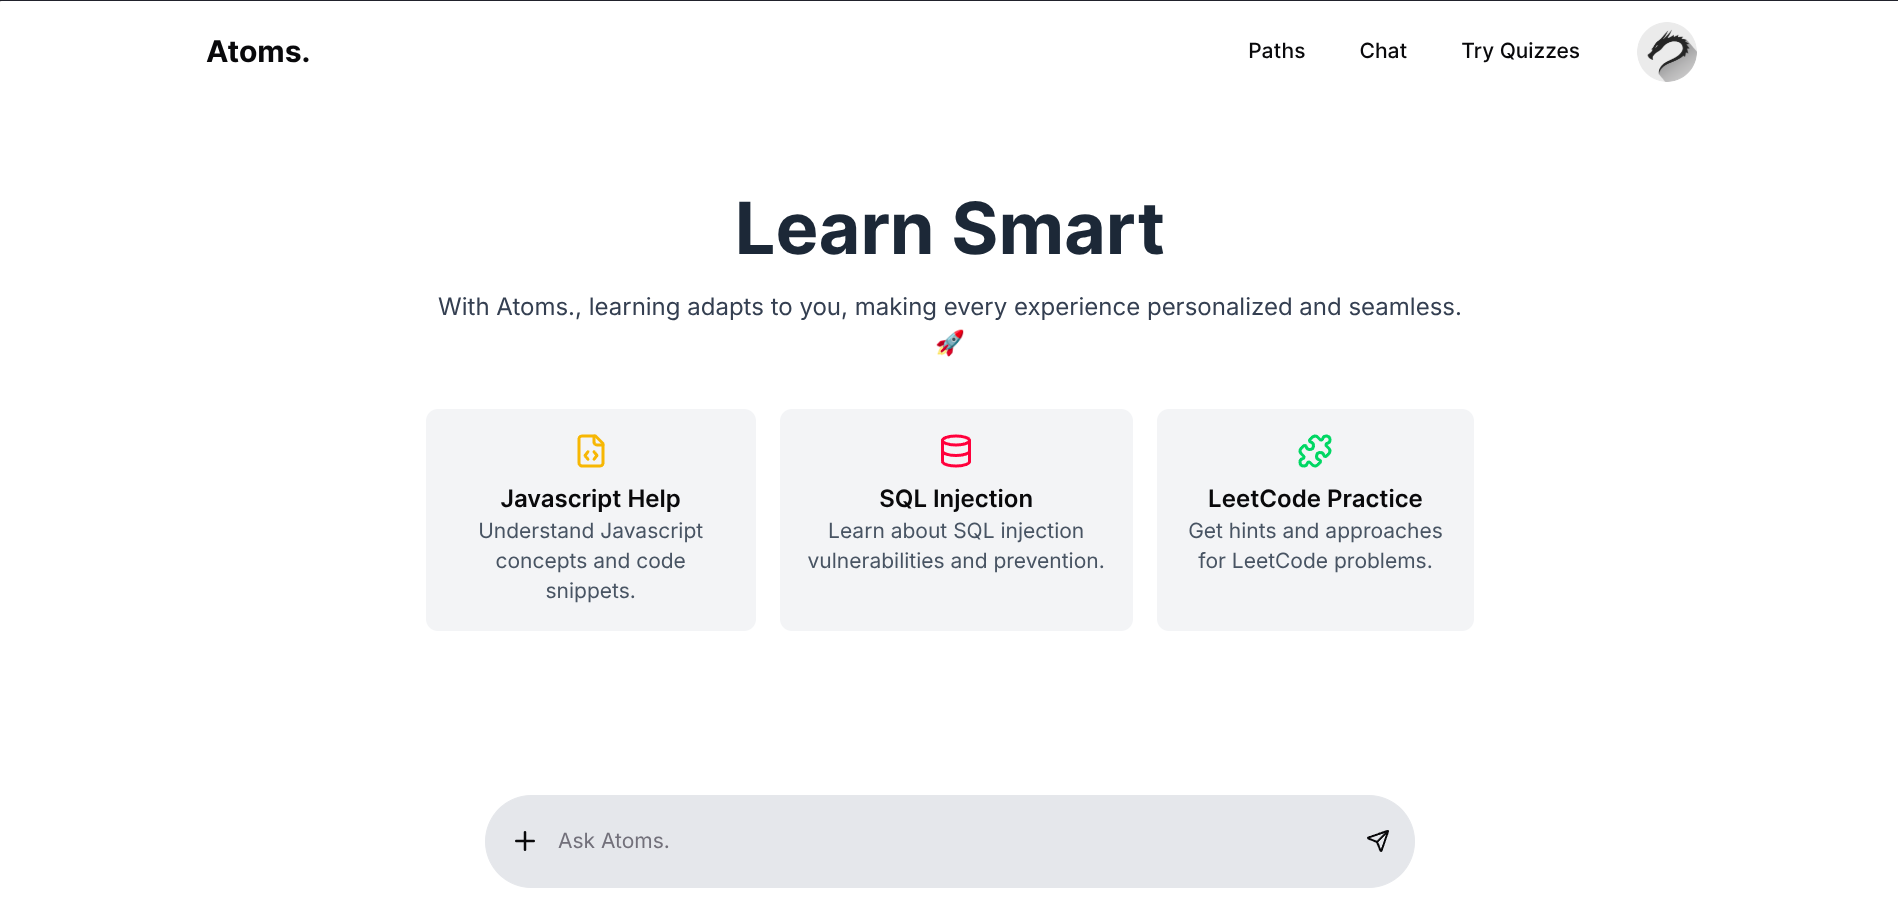 Atoms.
Paths
Chat
Try Quizzes
Learn Smart
With Atoms., learning adapts to you, making every experience personalized and seamless.
🚀
Javascript Help
Understand Javascript
concepts and code
snippets.
SQL Injection
Learn about SQL injection
vulnerabilities and prevention.
LeetCode Practice
Get hints and approaches
for LeetCode problems.
Ask Atoms.